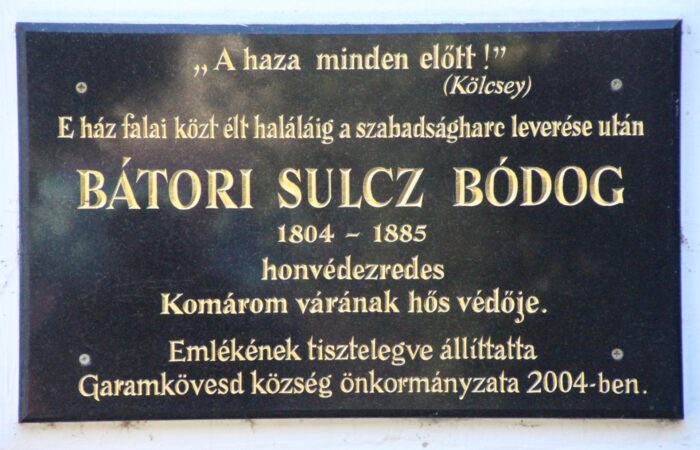 „A haza minden előtt!”
(Kölcsey)
E ház falai közt élt haláláig a szabadságharc leverése után
BÁTORI SULCZ BÓDOG
1804 – 1885
honvédezredes
Komárom várának hős védője.
Emlékének tisztelegve állíttatta
Garamkövesd község önkormányzata 2004-ben.